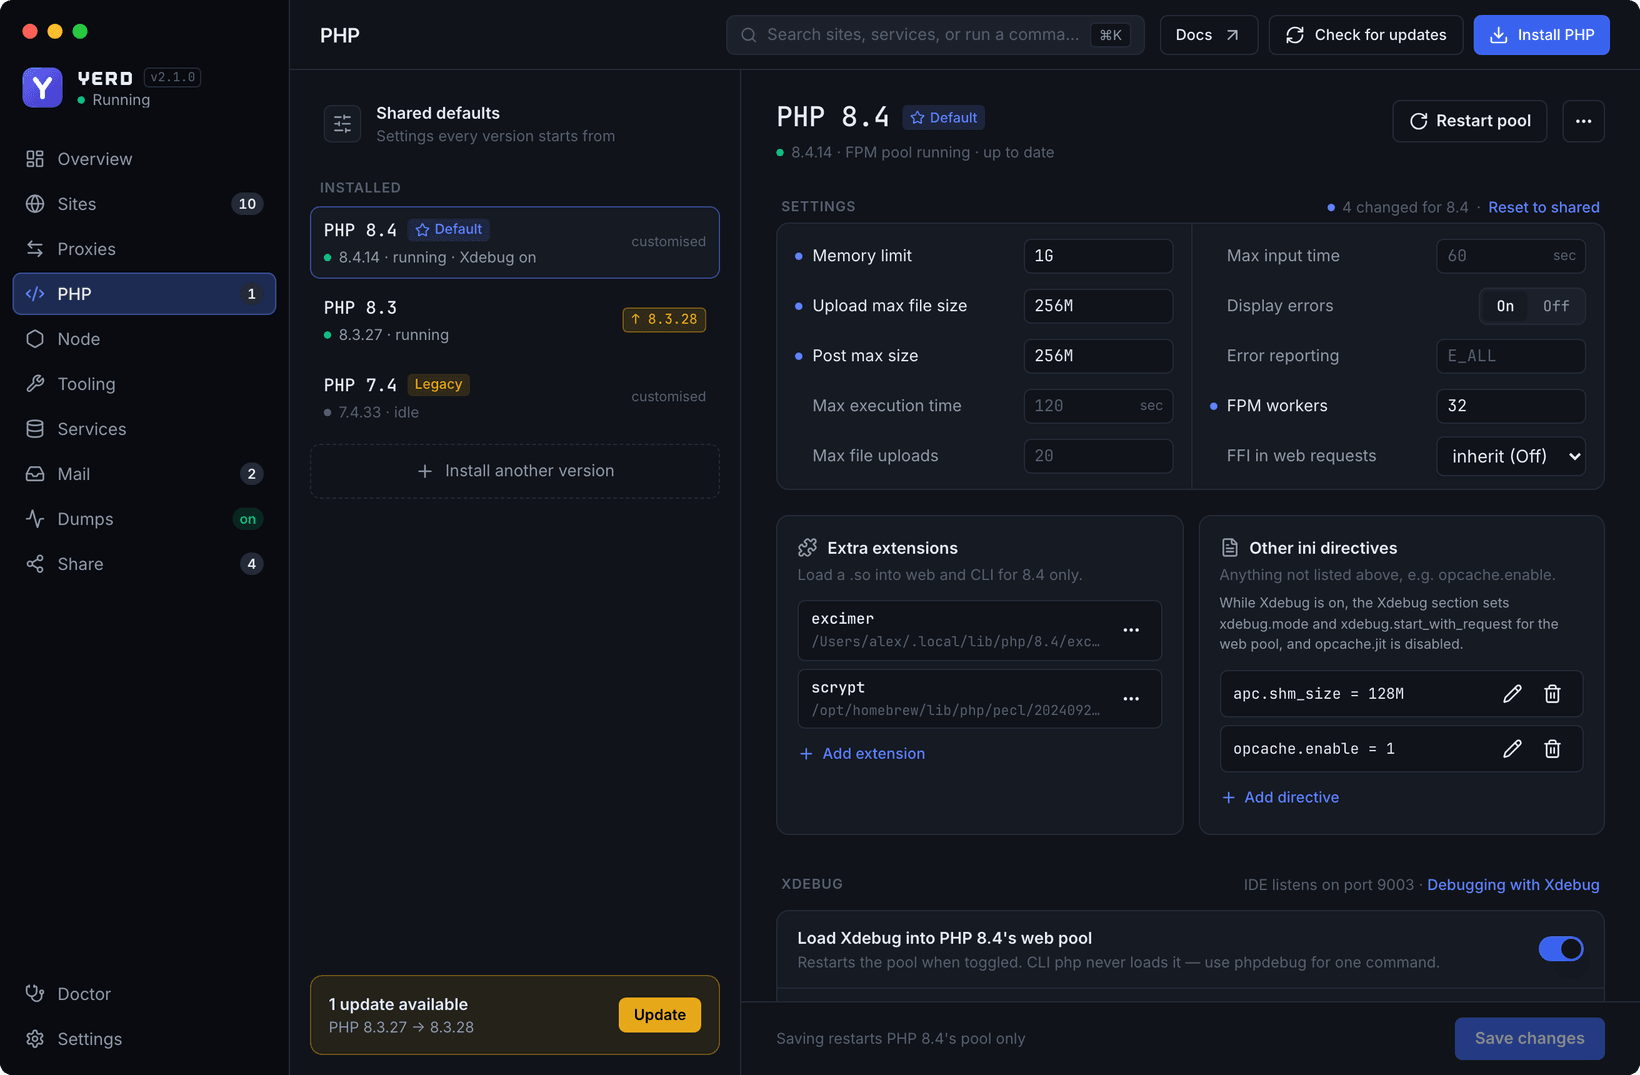 YERD v2.1.0
Running
Overview
Sites 10
Proxies
PHP 1
Node
Tooling
Services
Mail 2
Dumps on
Share 4
Doctor
Settings
PHP
Search sites, services, or run a comma... ⌘K
Docs
Check for updates
Install PHP
Shared defaults
Settings every version starts from
INSTALLED
PHP 8.4 Default
8.4.14 · running · Xdebug on
customised
PHP 8.3
8.3.27 · running
↑ 8.3.28
PHP 7.4 Legacy
7.4.33 · idle
customised
+ Install another version
1 update available
PHP 8.3.27 → 8.3.28
Update
PHP 8.4 Default
8.4.14 · FPM pool running · up to date
Restart pool
SETTINGS
4 changed for 8.4 · Reset to shared
Memory limit 1G
Upload max file size 256M
Post max size 256M
Max execution time 120 sec
Max file uploads 20
Max input time 60 sec
Display errors On Off
Error reporting E_ALL
FPM workers 32
FFI in web requests inherit (Off)
Extra extensions
Load a .so into web and CLI for 8.4 only.
excimer
/Users/alex/.local/lib/php/8.4/exc…
scrypt
/opt/homebrew/lib/php/pecl/2024092…
+ Add extension
Other ini directives
Anything not listed above, e.g. opcache.enable.
While Xdebug is on, the Xdebug section sets
xdebug.mode and xdebug.start_with_request for the
web pool, and opcache.jit is disabled.
apc.shm_size = 128M
opcache.enable = 1
+ Add directive
XDEBUG
IDE listens on port 9003 · Debugging with Xdebug
Load Xdebug into PHP 8.4's web pool
Restarts the pool when toggled. CLI php never loads it — use phpdebug for one command.
Saving restarts PHP 8.4's pool only
Save changes